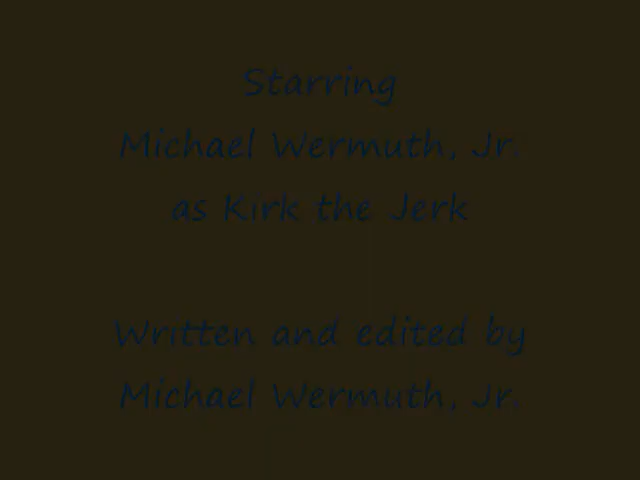 Starring
Michael Wermuth, Jr.
as Kirk the Jerk
Written and edited by
Michael Wermuth, Jr.